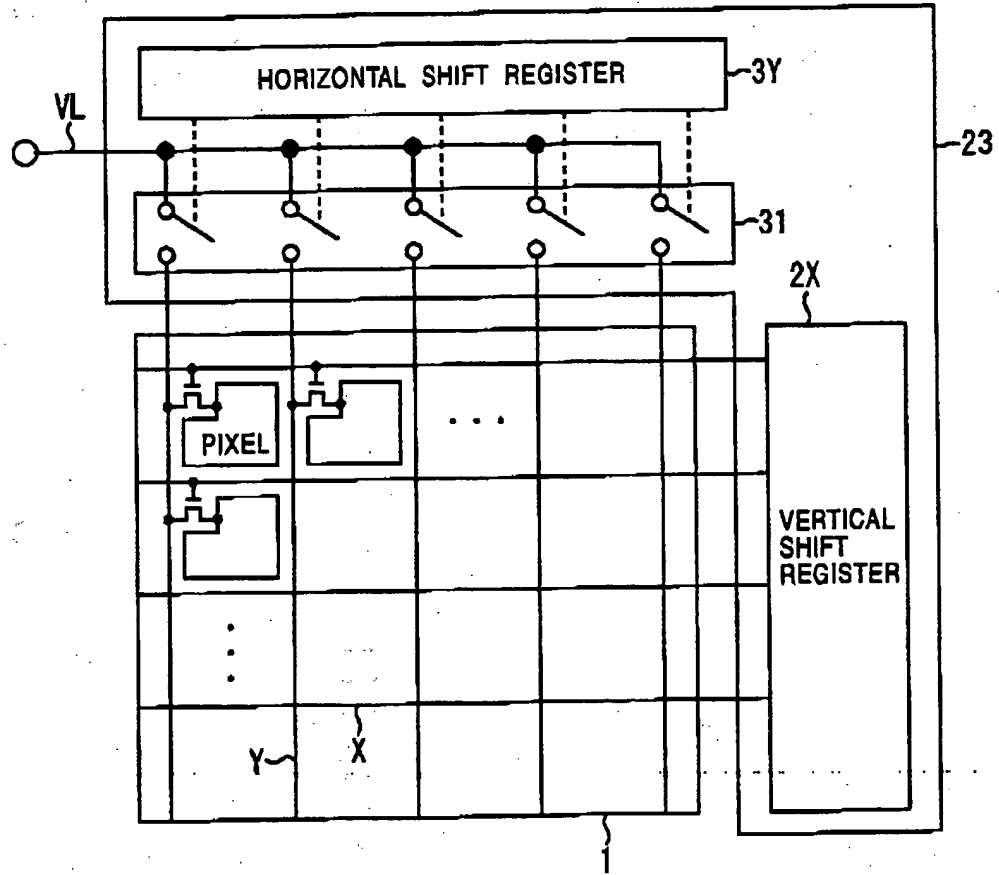 HORIZONTAL SHIFT REGISTER
3Y
VL
23
31
2X
PIXEL
. . .
VERTICAL
SHIFT
REGISTER
Y
X
1